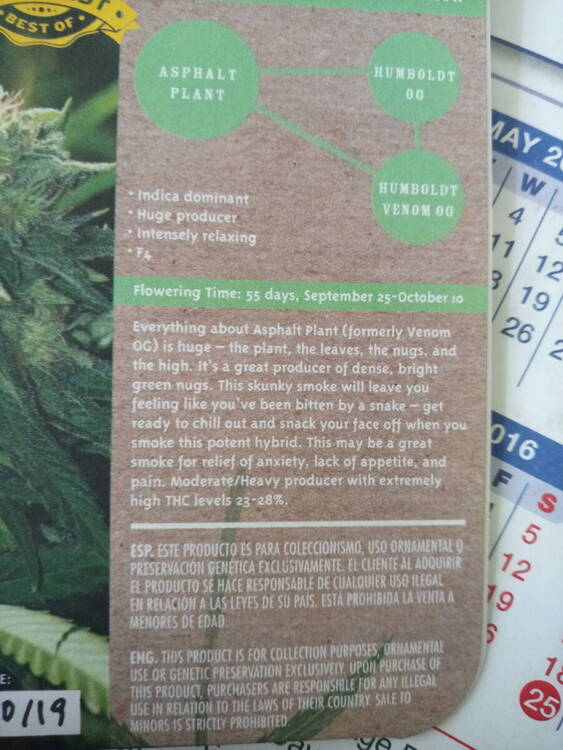 BEST OF
ASPHALT
PLANT
HUMBOLDT
OG
HUMBOLDT
VENOM OG
• Indica dominant
• Huge producer
• Intensely relaxing
• F4
Flowering Time: 55 days, September 25-October 10
Everything about Asphalt Plant (formerly Venom
OG) is huge – the plant, the leaves, the nugs, and
the high. It's a great producer of dense, bright
green nugs. This skunky smoke will leave you
feeling like you've been bitten by a snake – get
ready to chill out and snack your face off when you
smoke this potent hybrid. This may be a great
smoke for relief of anxiety, lack of appetite, and
pain. Moderate/Heavy producer with extremely
high THC levels 23-28%.
ESP. ESTE PRODUCTO ES PARA COLECCIONISMO, USO ORNAMENTAL O
PRESERVACIÓN GENÉTICA EXCLUSIVAMENTE. EL CLIENTE AL ADQUIRIR
EL PRODUCTO SE HACE RESPONSABLE DE CUALQUIER USO ILEGAL
EN RELACIÓN A LAS LEYES DE SU PAIS. ESTÁ PROHIBIDA LA VENTA A
MENORES DE EDAD.
ENG. THIS PRODUCT IS FOR COLLECTION PURPOSES, ORNAMENTAL
USE OR GENETIC PRESERVATION EXCLUSIVELY. UPON PURCHASE OF
THIS PRODUCT, PURCHASERS ARE RESPONSIBLE FOR ANY ILLEGAL
USE IN RELATION TO THE LAWS OF THEIR COUNTRY. SALE TO
MINORS IS STRICTLY PROHIBITED.
E:
0/19
MAY 20
W
4
11 12
19
26
016
F S
5
12
19
6
18
25